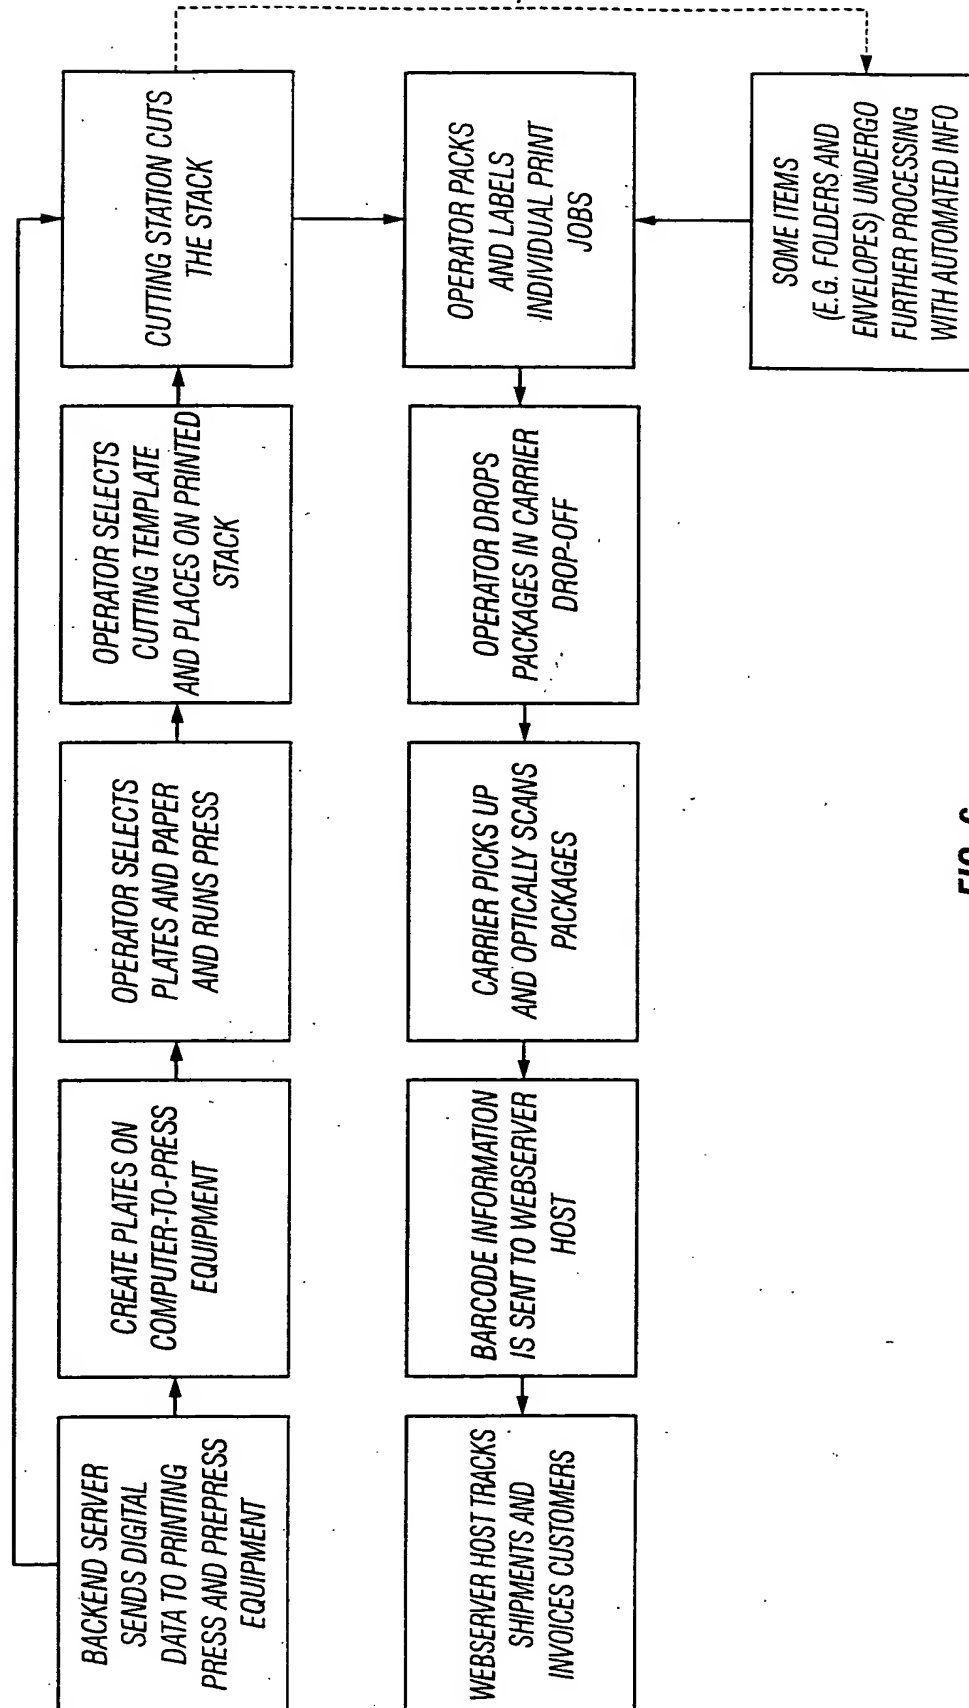 BACKEND SERVER
SENDS DIGITAL
DATA TO PRINTING
PRESS AND PREPRESS
EQUIPMENT
CREATE PLATES ON
COMPUTER-TO-PRESS
EQUIPMENT
OPERATOR SELECTS
PLATES AND PAPER
AND RUNS PRESS
OPERATOR SELECTS
CUTTING TEMPLATE
AND PLACES ON PRINTED
STACK
CUTTING STATION CUTS
THE STACK
WEBSERVER HOST TRACKS
SHIPMENTS AND
INVOICES CUSTOMERS
BARCODE INFORMATION
IS SENT TO WEBSERVER
HOST
CARRIER PICKS UP
AND OPTICALLY SCANS
PACKAGES
OPERATOR DROPS
PACKAGES IN CARRIER
DROP-OFF
OPERATOR PACKS
AND LABELS
INDIVIDUAL PRINT
JOBS
SOME ITEMS
(E.G. FOLDERS AND
ENVELOPES) UNDERGO
FURTHER PROCESSING
WITH AUTOMATED INFO